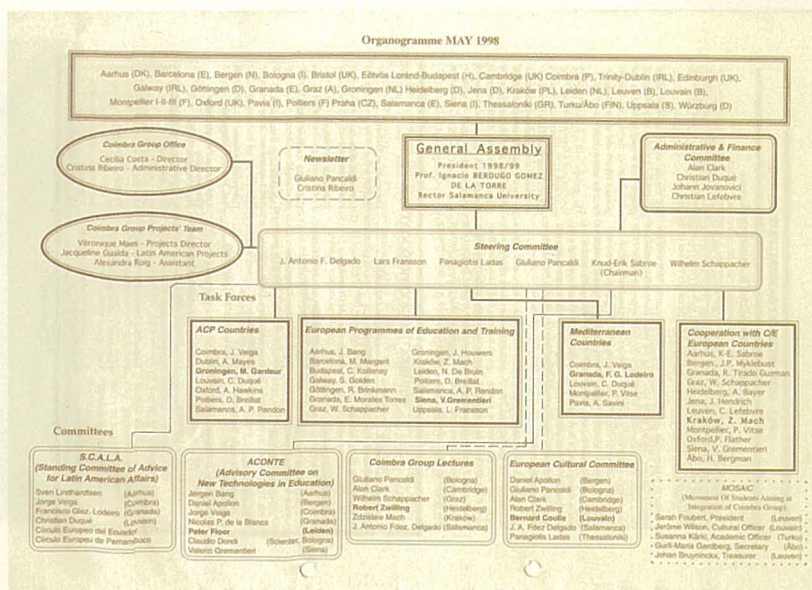 Organogramme MAY 1998
Aarhus (DK), Barcelona (E), Bergen (N), Bologna (I), Bristol (UK), Eötvös Loránd-Budapest (H), Cambridge (UK) Coimbra (P), Trinity-Dublin (IRL), Edinburgh (UK),
Galway (IRL), Göttingen (D), Granada (E), Graz (A), Groningen (NL) Heidelberg (D), Jena (D), Kraków (PL), Leiden (NL), Leuven (B), Louvain (B),
Montpellier I-II-III (F), Oxford (UK), Pavia (I), Poitiers (F) Praha (CZ), Salamanca (E), Siena (I), Thessaloniki (GR), Turku/Åbo (FIN), Uppsala (S), Würzburg (D)
Coimbra Group Office
Cecilia Costa - Director
Cristina Ribeiro - Administrative Director
Newsletter
Giuliano Pancaldi
Cristina Ribeiro
General Assembly
President 1998/99
Prof. Ignacio BERDUGO GOMEZ
DE LA TORRE
Rector Salamanca University
Administrative & Finance
Committee
Alan Clark
Christian Duqué
Johann Jovanovici
Christian Lefebvre
Coimbra Group Projects' Team
Véronique Maes - Projects Director
Jacqueline Gualda - Latin American Projects
Alexandra Roig - Assistant
Steering Committee
J. Antonio F. Delgado
Lars Fransson
Panagiotis Ladas
Giuliano Pancaldi
Knud-Erik Sabroe
(Chairman)
Wilhelm Schappacher
Task Forces
ACP Countries
Coimbra, J. Veiga
Dublin, A. Mayes
Groningen, M. Gardeur
Louvain, C. Duqué
Oxford, A. Hawkins
Poitiers, D. Breillat
Salamanca, A. P. Rendon
European Programmes of Education and Training
Aarhus, J. Bang
Barcelona, M. Margarit
Budapest, C. Kollonay
Galway, S. Golden
Göttingen, R. Brinkmann
Granada, E. Morales Torres
Graz, W. Schappacher
Groningen, J. Houwers
Kraków, Z. Mach
Leiden, N. De Bruin
Poitiers, D. Breillat
Salamanca, A. P. Rendon
Siena, V.Grementieri
Uppsala, L. Fransson
Mediterranean
Countries
Coimbra, J. Veiga
Granada, F. G. Lodeiro
Louvain, C. Duqué
Montpellier, P. Vitse
Pavia, A. Savini
Cooperation with C/E
European Countries
Aarhus, K-E. Sabroe
Bergen, J.P. Myklebust
Granada, R. Tirado Guzman
Graz, W. Schappacher
Heidelberg, A. Bayer
Jena, J. Hendrich
Leuven, C. Lefebvre
Kraków, Z. Mach
Montpellier, P. Vitse
Oxford,P. Flather
Siena, V. Grementieri
Åbo, H. Bergman
Committees
S.C.A.L.A.
(Standing Committee of Advice
for Latin American Affairs)
Sven Lindhardtsen (Aarhus)
Jorge Veiga (Coimbra)
Francisco Glez. Lodeiro (Granada)
Christian Duqué (Louvain)
Círculo Europeo del Ecuador
Circulo Europeu de Pernambuco
ACONTE
(Advisory Committee on
New Technologies in Education)
Jørgen Bang (Aarhus)
Daniel Apollon (Bergen)
Jorge Veiga (Coimbra)
Nicolas P. de la Blanca (Granada)
Peter Floor (Leiden)
Claudio Dondi (Scienter, Bologna)
Valerio Grementieri (Siena)
Coimbra Group Lectures
Giuliano Pancaldi (Bologna)
Alan Clark (Cambridge)
Wilhelm Schappacher (Graz)
Robert Zwilling (Heidelberg)
Zdzislaw Mach (Kraków)
J. Antonio Fdez. Delgado (Salamanca)
European Cultural Committee
Daniel Apollon (Bergen)
Giuliano Pancaldi (Bologna)
Alan Clark (Cambridge)
Robert Zwilling (Heidelberg)
Bernard Coulie (Louvain)
J. A. Fdez Delgado (Salamanca)
Panagiotis Ladas (Thessaloniki)
MOSAIC
(Movement Of Students Aiming at
Integration of Coimbra Group)
Sarah Foubert, President (Leuven)
Jerôme Wilson, Cultural Officer (Louvain)
Susanna Kärki, Academic Officer (Turku)
Gurli-Maria Gardberg, Secretary (Åbo)
Johan Bruyninckx, Treasurer (Leuven)